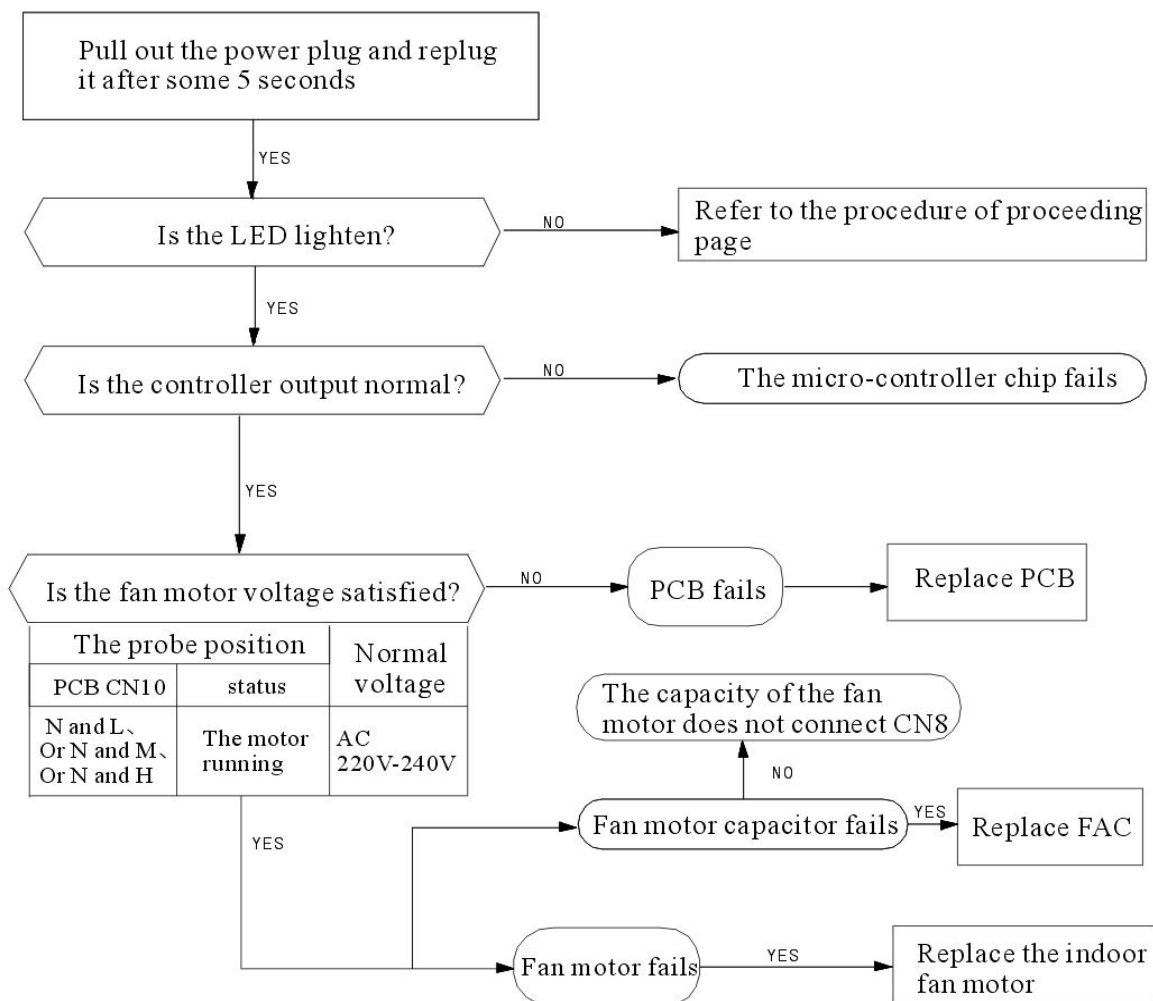 Pull out the power plug and replug
it after some 5 seconds
YES
Is the LED lighten?
NO
Refer to the procedure of proceeding
page
YES
Is the controller output normal?
NO
The micro-controller chip fails
YES
Is the fan motor voltage satisfied?
NO
PCB fails
Replace PCB
The probe position
Normal
voltage
PCB CN10
status
N and L、
Or N and M、
Or N and H
The motor
running
AC
220V-240V
The capacity of the fan
motor does not connect CN8
NO
YES
Fan motor capacitor fails
YES
Replace FAC
Fan motor fails
YES
Replace the indoor
fan motor